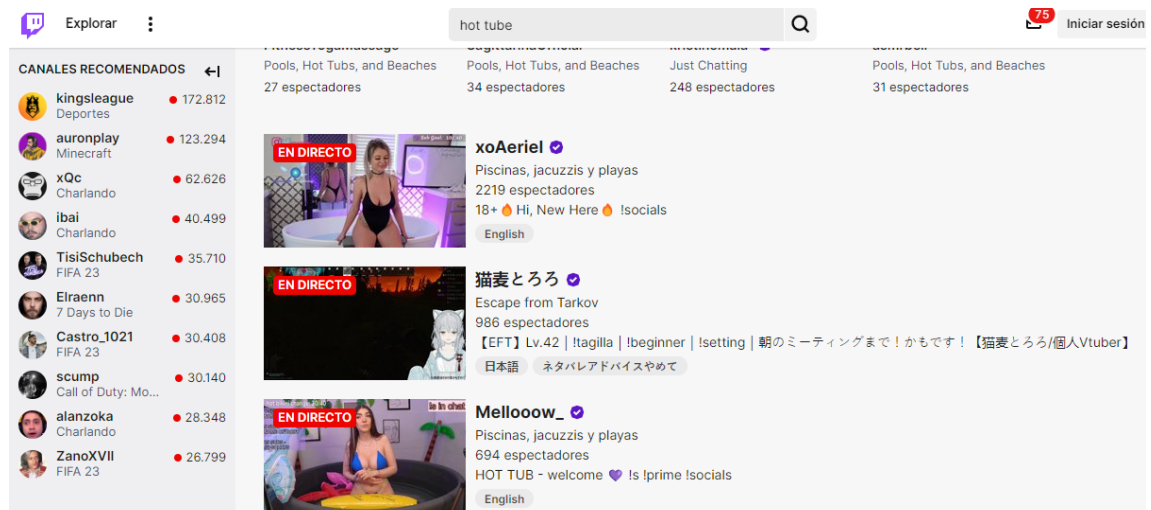 Explorar
hot tube
75
Iniciar sesión
CANALES RECOMENDADOS
kingsleague
172.812
Deportes
auronplay
123.294
Minecraft
xQc
62.626
Charlando
ibai
40.499
Charlando
TisiSchubech
35.710
FIFA 23
Elraenn
30.965
7 Days to Die
Castro_1021
30.408
FIFA 23
scump
30.140
Call of Duty: Mo...
alanzoka
28.348
Charlando
ZanoXVII
26.799
FIFA 23
Pools, Hot Tubs, and Beaches
27 espectadores
Pools, Hot Tubs, and Beaches
34 espectadores
Just Chatting
248 espectadores
Pools, Hot Tubs, and Beaches
31 espectadores
EN DIRECTO
xoAeriel
Piscinas, jacuzzis y playas
2219 espectadores
18+🔥Hi, New Here🔥 !socials
English
EN DIRECTO
猫麦とろろ
Escape from Tarkov
986 espectadores
【EFT】Lv.42 | !tagilla | !beginner | !setting | 朝のミーティングまで！かもです！【猫麦とろろ/個人Vtuber】
日本語
ネタバレアドバイスやめて
EN DIRECTO
Mellooow_
Piscinas, jacuzzis y playas
694 espectadores
HOT TUB - welcome 💜 !s !prime !socials
English